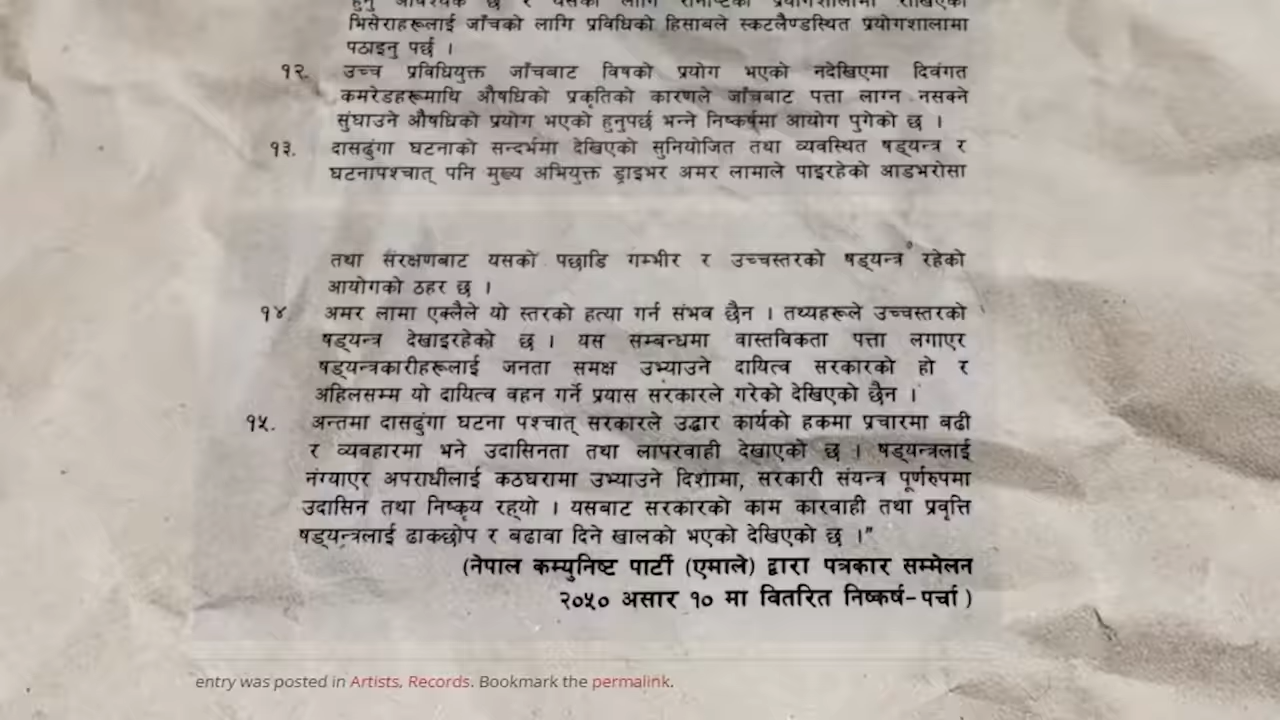 भिसेराहरूलाई जाँचको लागि प्रविधिको हिसाबले स्कटलैण्डस्थित प्रयोगशालामा
पठाइनु पर्छ ।
१२. उच्च प्रविधियुक्त जाँचबाट विषको प्रयोग भएको नदेखिएमा दिवंगत
कमरेडहरूमाथि औषधिको प्रकृतिको कारणले जाँचबाट पत्ता लाग्न नसक्ने
सुंघाउने औषधिको प्रयोग भएको हुनुपर्छ भन्ने निष्कर्षमा आयोग पुगेको छ ।
१३. दासढुंगा घटनाको सन्दर्भमा देखिएको सुनियोजित तथा व्यवस्थित षड्यन्त्र र
घटनापश्चात् पनि मुख्य अभियुक्त ड्राइभर अमर लामाले पाइरहेको आडभरोसा
तथा संरक्षणबाट यसको पछाडि गम्भीर र उच्चस्तरको षड्यन्त्र रहेको
आयोगको ठहर छ ।
१४. अमर लामा एक्लैले यो स्तरको हत्या गर्न संभव छैन । तथ्यहरूले उच्चस्तरको
षड्यन्त्र देखाइरहेको छ । यस सम्बन्धमा वास्तविकता पत्ता लगाएर
षड्यन्त्रकारीहरूलाई जनता समक्ष उभ्याउने दायित्व सरकारको हो र
अहिलसम्म यो दायित्व वहन गर्ने प्रयास सरकारले गरेको देखिएको छैन ।
१५. अन्तमा दासढुंगा घटना पश्चात् सरकारले उद्धार कार्यको हकमा प्रचारमा बढी
र व्यवहारमा भने उदासिनता तथा लापरवाही देखाएको छ । षड्यन्त्रलाई
नंग्याएर अपराधीलाई कठघरामा उभ्याउने दिशामा, सरकारी संयन्त्र पूर्णरुपमा
उदासिन तथा निष्कृय रह्यो । यसबाट सरकारको काम कारवाही तथा प्रवृत्ति
षड्यन्त्रलाई ढाकछोप र बढावा दिने खालको भएको देखिएको छ ।”
(नेपाल कम्युनिष्ट पार्टी (एमाले) द्वारा पत्रकार सम्मेलन
२०५० असार १० मा वितरित निष्कर्ष-पर्चा )
entry was posted in Artists, Records. Bookmark the permalink.